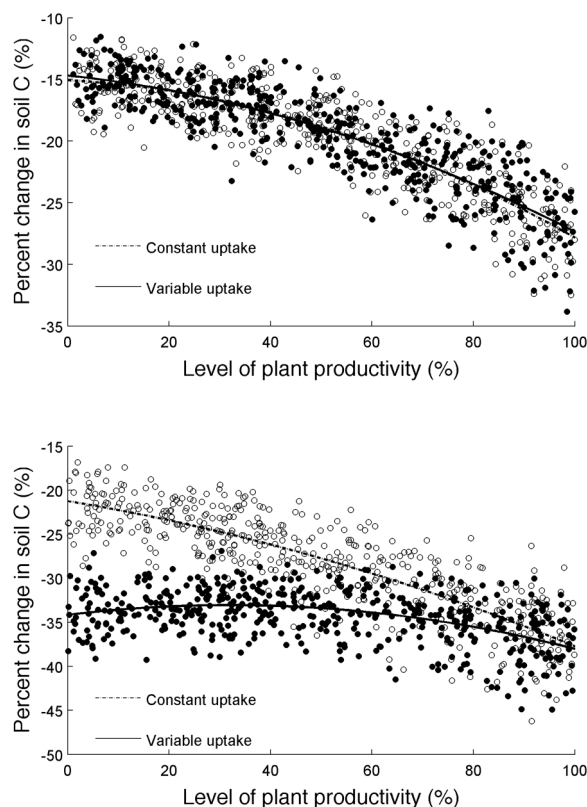 -10
-15
-20
-25
-30
-35
Percent change in soil C (%)
Constant uptake
Variable uptake
0 20 40 60 80 100
Level of plant productivity (%)
-15
-20
-25
-30
-35
-40
-45
-50
Percent change in soil C (%)
Constant uptake
Variable uptake
0 20 40 60 80 100
Level of plant productivity (%)